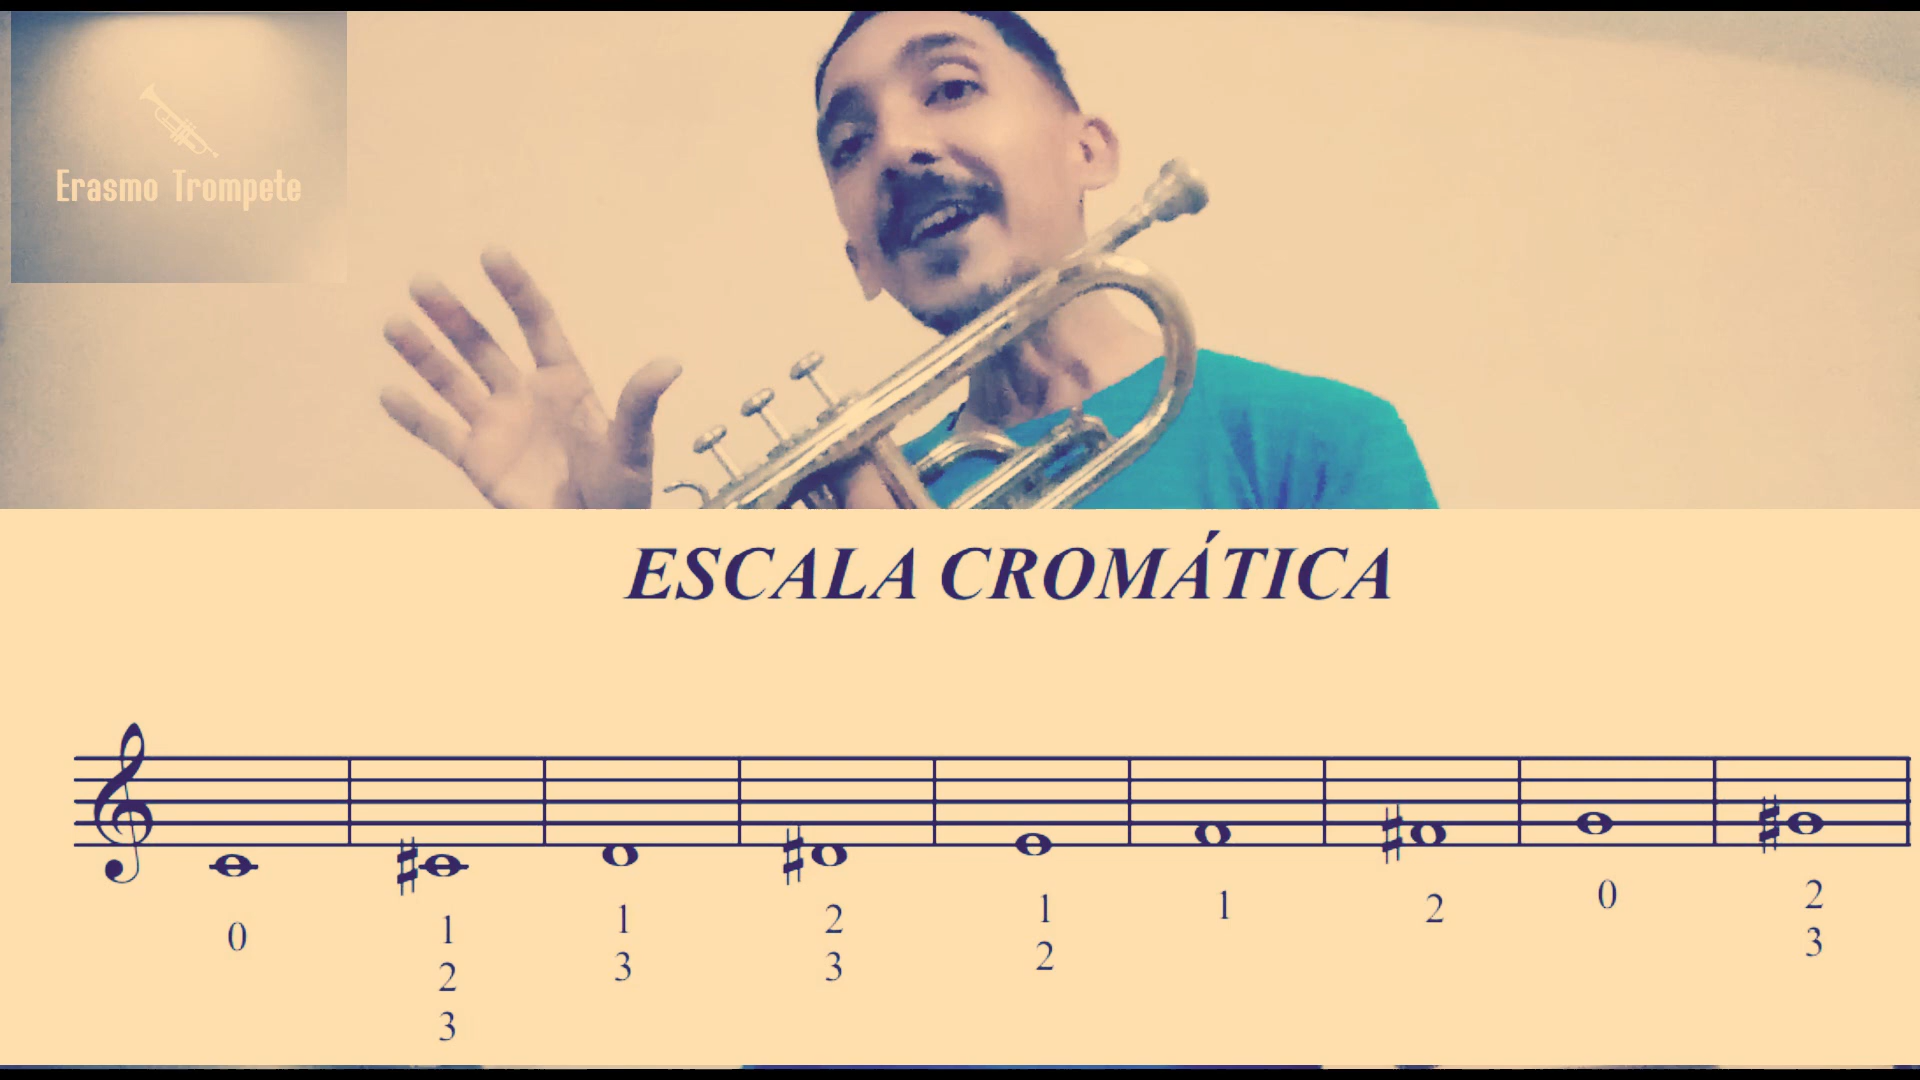 Erasmo Trompete
ESCALA CROMÁTICA
0 1 1 2 1 1 2 0 2
2 3 3 2 3
3